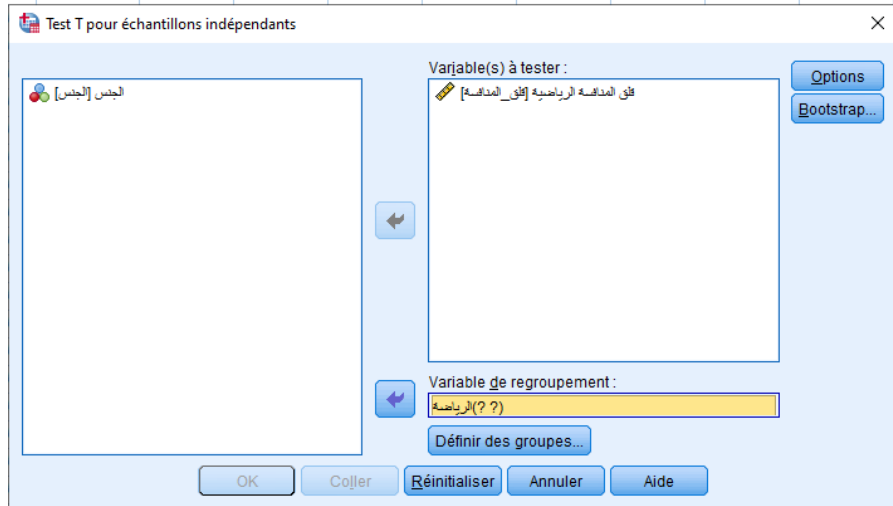 Test T pour échantillons indépendants
Variable(s) à tester :
الجنس [الجنس]
قلق المنافسة الرياضية [قلق_المنافسة]
Options
Bootstrap...
Variable de regroupement :
الرياضة(? ?)
Définir des groupes...
OK
Coller
Réinitialiser
Annuler
Aide